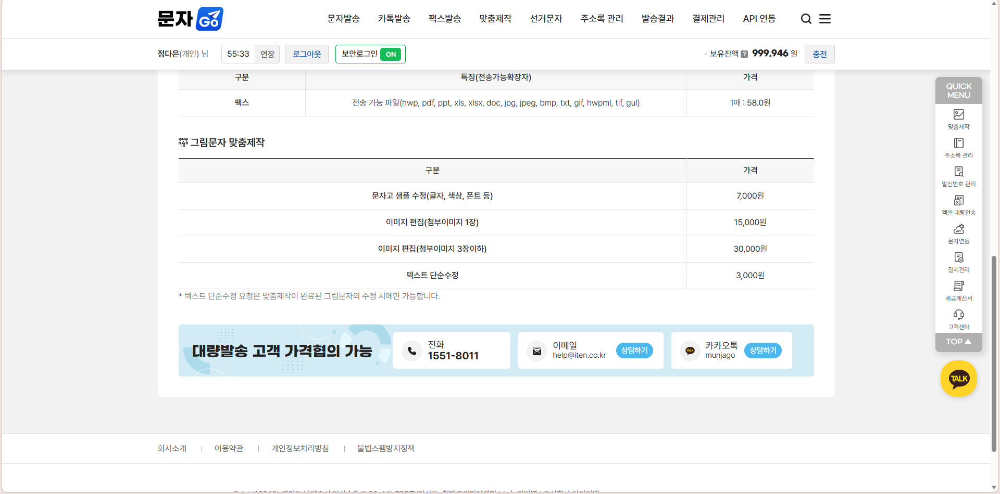 문자Go
문자발송 카톡발송 팩스발송 맞춤제작 선거문자 주소록 관리 발송결과 결제관리 API 연동
정다은(개인) 님 55:33 연장 로그아웃 보안로그인 ON 보유잔액 ? 999,946 원 충전
구분 특징(전송가능확장자) 가격
팩스 전송 가능 파일(hwp, pdf, ppt, xls, xlsx, doc, jpg, jpeg, bmp, txt, gif, hwpml, tif, gul) 1매 : 58.0원
그림문자 맞춤제작
구분 가격
문자고 샘플 수정(글자, 색상, 폰트 등) 7,000원
이미지 편집(첨부이미지 1장) 15,000원
이미지 편집(첨부이미지 3장이하) 30,000원
텍스트 단순수정 3,000원
* 텍스트 단순수정 요청은 맞춤제작이 완료된 그림문자의 수정 시에만 가능합니다.
대량발송 고객 가격협의 가능
전화
1551-8011
이메일
help@iten.co.kr
상담하기
TALK
카카오톡
munjago
상담하기
QUICK
MENU
맞춤제작
주소록 관리
발신번호 관리
엑셀 대량전송
API
문자연동
결제관리
세금계산서
고객센터
TOP
TALK
회사소개 | 이용약관 | 개인정보처리방침 | 불법스팸방지정책